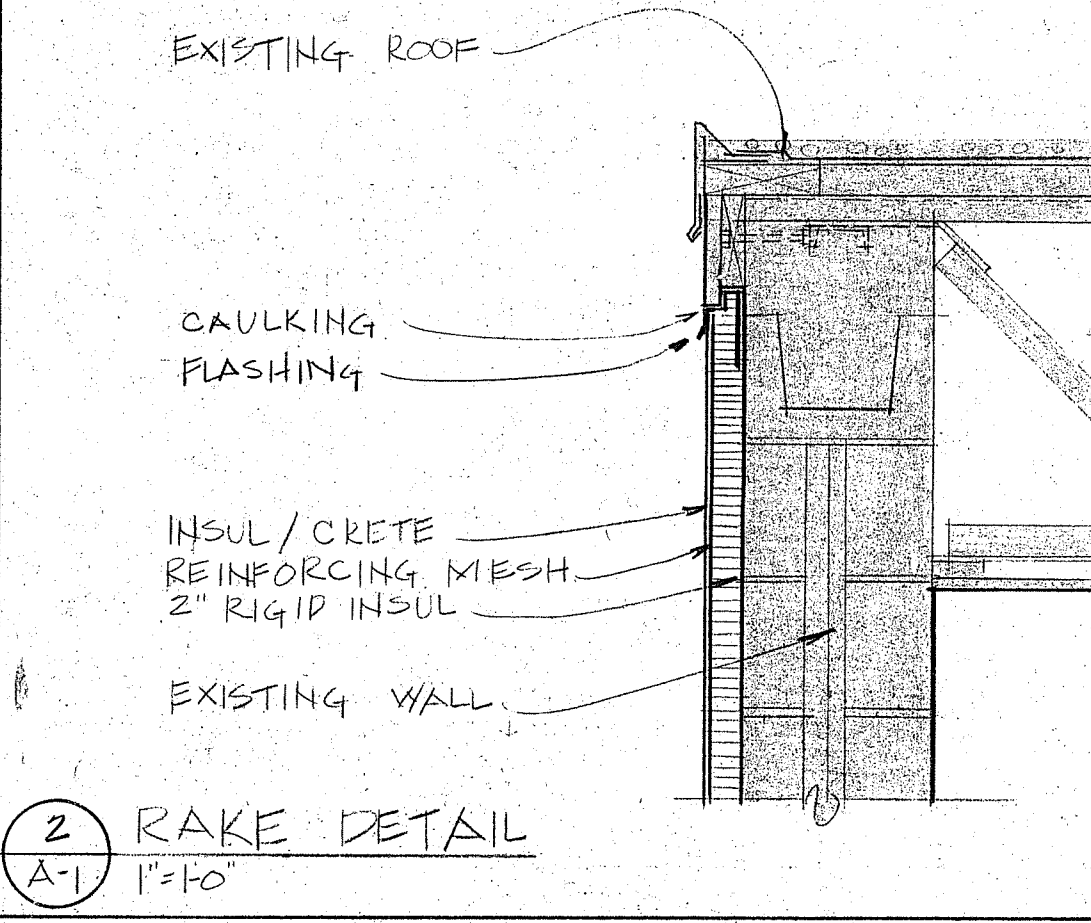 EXISTING ROOF
CAULKING
FLASHING
INSUL / CRETE
REINFORCING MESH
2" RIGID INSUL
EXISTING WALL
2
A-1
RAKE DETAIL
1"=1-0"